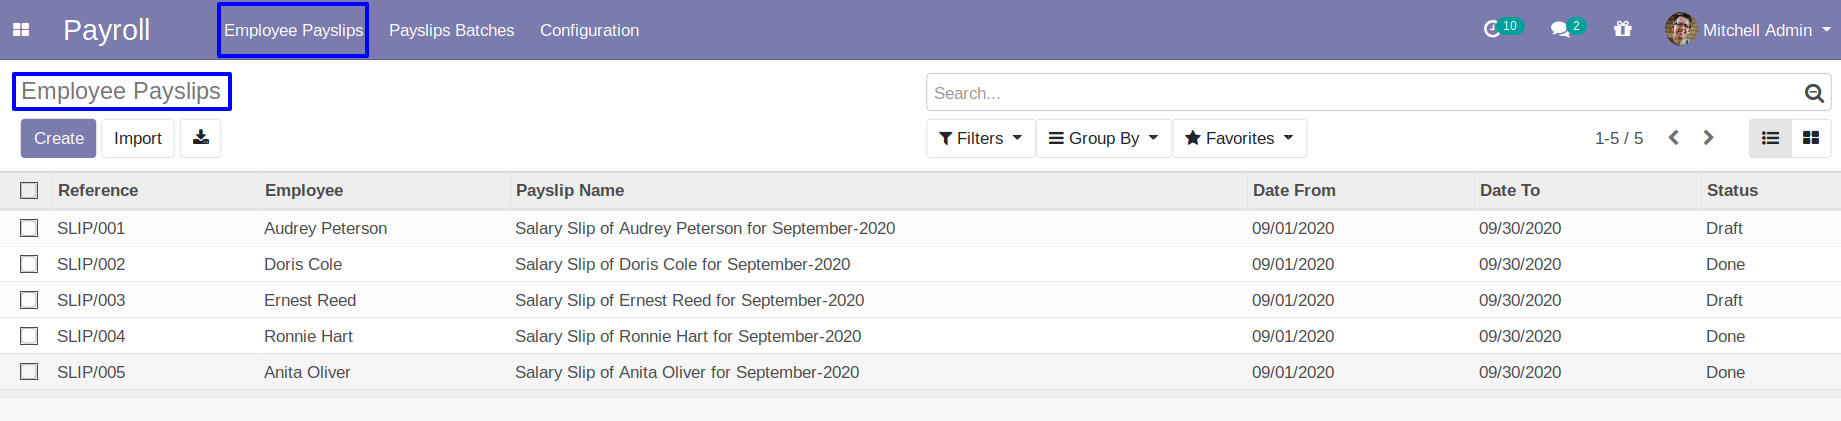 Payroll Employee Payslips Payslips Batches Configuration 10 2 Mitchell Admin
Employee Payslips
Search...
Create Import Filters Group By Favorites 1-5 / 5
Reference Employee Payslip Name Date From Date To Status
SLIP/001 Audrey Peterson Salary Slip of Audrey Peterson for September-2020 09/01/2020 09/30/2020 Draft
SLIP/002 Doris Cole Salary Slip of Doris Cole for September-2020 09/01/2020 09/30/2020 Done
SLIP/003 Ernest Reed Salary Slip of Ernest Reed for September-2020 09/01/2020 09/30/2020 Draft
SLIP/004 Ronnie Hart Salary Slip of Ronnie Hart for September-2020 09/01/2020 09/30/2020 Done
SLIP/005 Anita Oliver Salary Slip of Anita Oliver for September-2020 09/01/2020 09/30/2020 Done